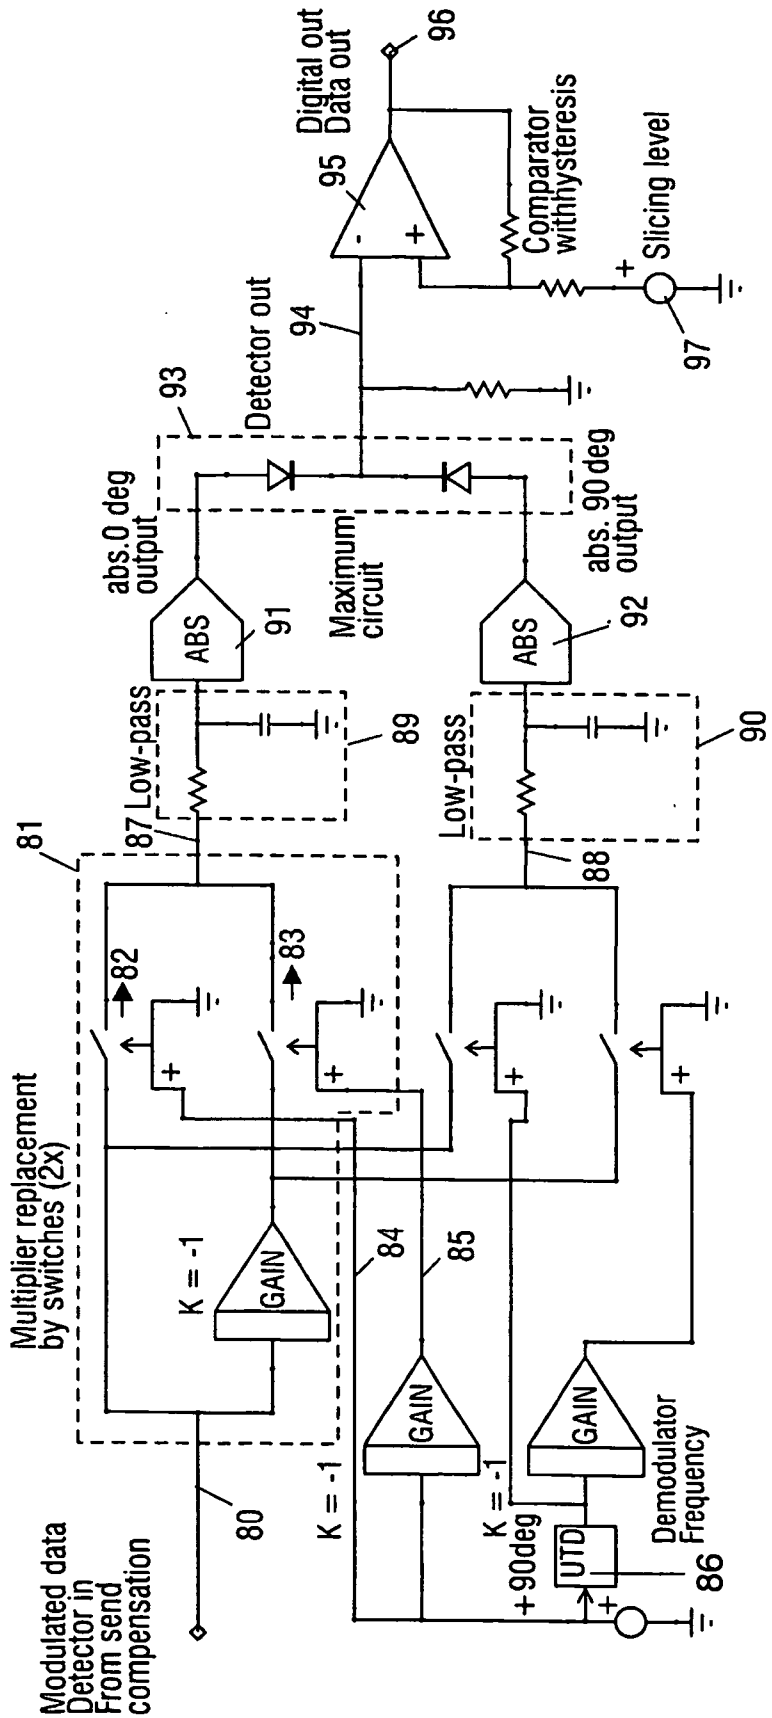 Modulated data
Detector in
From send
compensation
80
Multiplier replacement
by switches (2x)
81
K = -1
GAIN
82
83
+
+
84
85
K = -1
GAIN
K = -1
GAIN
+90deg
UTD
86
+
Demodulator
Frequency
+
+
87
88
Low-pass
89
Low-pass
90
ABS
91
ABS
92
abs.0 deg
output
Maximum
circuit
abs. 90 deg
output
93
Detector out
94
95
-
+
Digital out
Data out
96
Comparator
withhysteresis
+
Slicing level
97